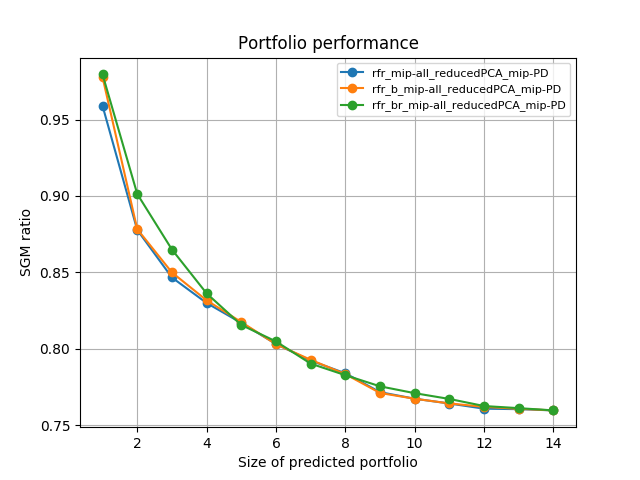 Portfolio performance
rfr_mip-all_reducedPCA_mip-PD
rfr_b_mip-all_reducedPCA_mip-PD
rfr_br_mip-all_reducedPCA_mip-PD
SGM ratio
0.95
0.90
0.85
0.80
0.75
2 4 6 8 10 12 14
Size of predicted portfolio